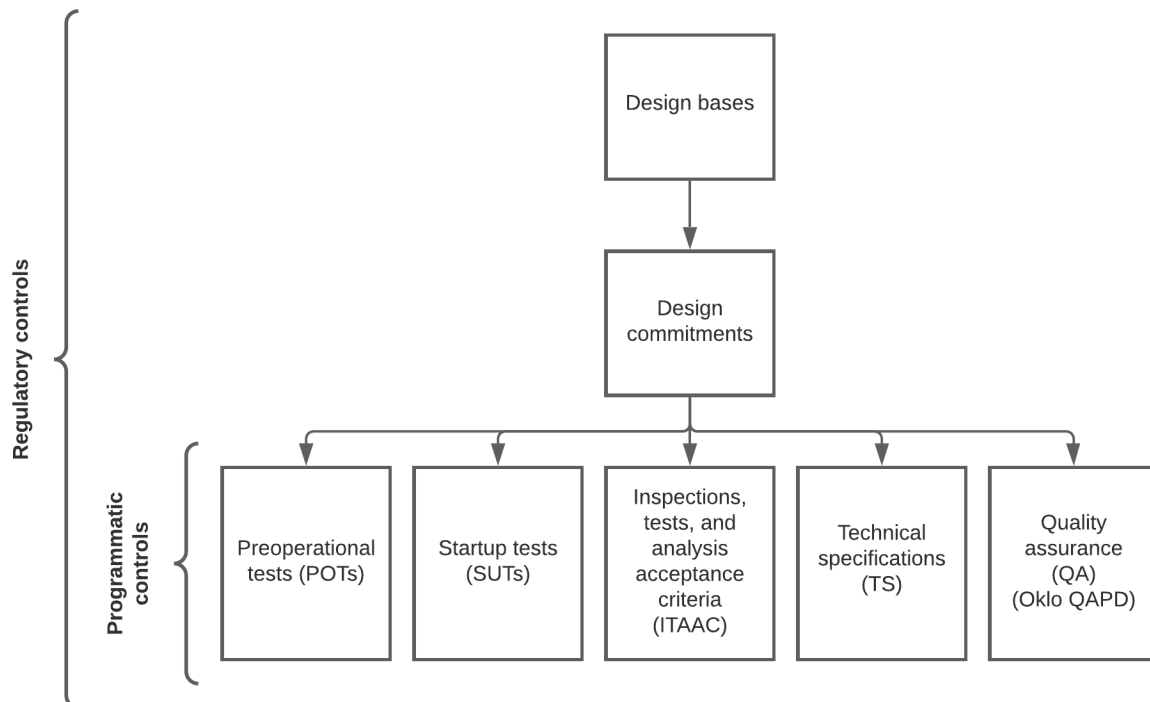 Regulatory controls
Design bases
Design
commitments
Programmatic
controls
Preoperational
tests (POTs)
Startup tests
(SUTs)
Inspections,
tests, and
analysis
acceptance
criteria
(ITAAC)
Technical
specifications
(TS)
Quality
assurance
(QA)
(Oklo QAPD)